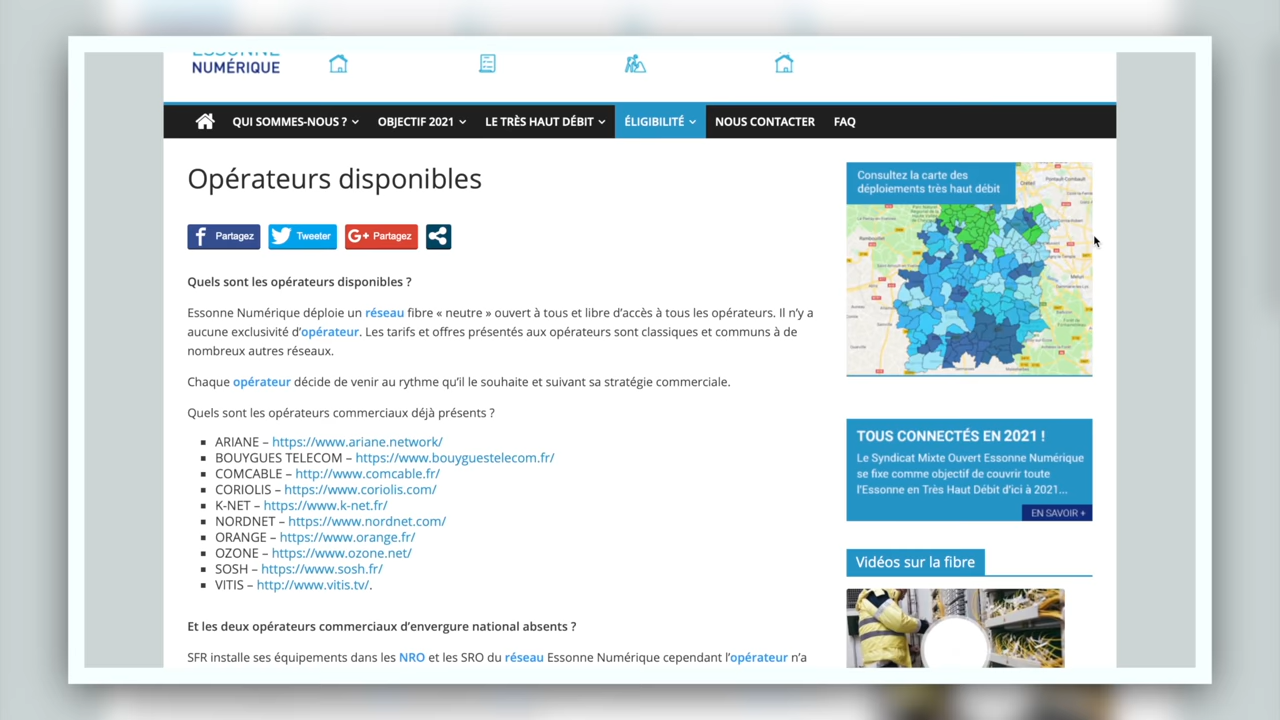 ESSONNE
NUMÉRIQUE
QUI SOMMES-NOUS ?
OBJECTIF 2021
LE TRÈS HAUT DÉBIT
ÉLIGIBILITÉ
NOUS CONTACTER
FAQ
Opérateurs disponibles
Partagez
Tweeter
G+ Partagez
Quels sont les opérateurs disponibles ?
Essonne Numérique déploie un réseau fibre « neutre » ouvert à tous et libre d’accès à tous les opérateurs. Il n’y a
aucune exclusivité d’opérateur. Les tarifs et offres présentés aux opérateurs sont classiques et communs à de
nombreux autres réseaux.
Chaque opérateur décide de venir au rythme qu’il le souhaite et suivant sa stratégie commerciale.
Quels sont les opérateurs commerciaux déjà présents ?
ARIANE – https://www.ariane.network/
BOUYGUES TELECOM – https://www.bouyguestelecom.fr/
COMCABLE – http://www.comcable.fr/
CORIOLIS – https://www.coriolis.com/
K-NET – https://www.k-net.fr/
NORDNET – https://www.nordnet.com/
ORANGE – https://www.orange.fr/
OZONE – https://www.ozone.net/
SOSH – https://www.sosh.fr/
VITIS – http://www.vitis.tv/.
Et les deux opérateurs commerciaux d’envergure national absents ?
SFR installe ses équipements dans les NRO et les SRO du réseau Essonne Numérique cependant l’opérateur n’a
Consultez la carte des
déploiements très haut débit
Rambouillet
Melun
TOUS CONNECTÉS EN 2021 !
Le Syndicat Mixte Ouvert Essonne Numérique
se fixe comme objectif de couvrir toute
l’Essonne en Très Haut Débit d’ici à 2021...
EN SAVOIR +
Vidéos sur la fibre